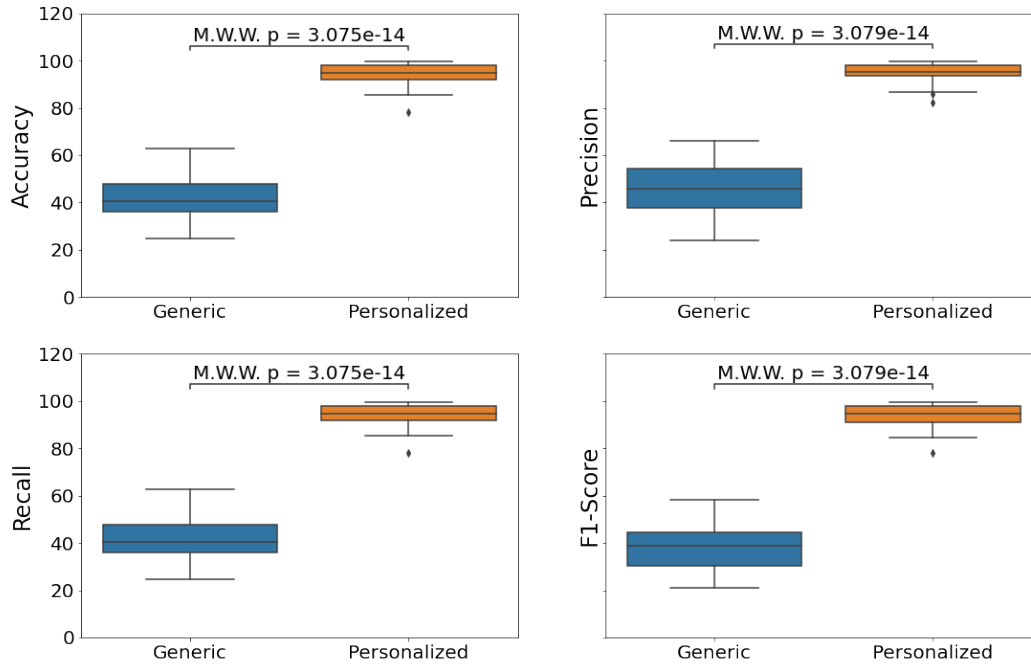 120
100
80
60
40
20
0
Accuracy
M.W.W. p = 3.075e-14
Generic
Personalized
Precision
M.W.W. p = 3.079e-14
Generic
Personalized
120
100
80
60
40
20
0
Recall
M.W.W. p = 3.075e-14
Generic
Personalized
F1-Score
M.W.W. p = 3.079e-14
Generic
Personalized